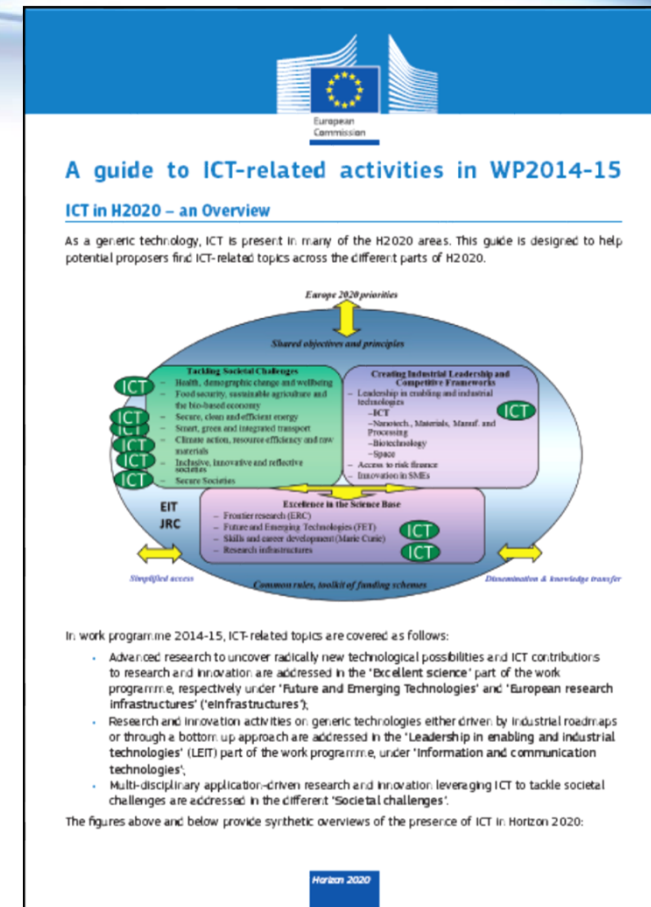 European
Commission
A guide to ICT-related activities in WP2014-15
ICT in H2020 – an Overview
As a generic technology, ICT is present in many of the H2020 areas. This guide is designed to help
potential proposers find ICT-related topics across the different parts of H2020.
Europe 2020 priorities
Shared objectives and principles
Tackling Societal Challenges
– Health, demographic change and wellbeing
– Food security, sustainable agriculture and
the bio-based economy
– Secure, clean and efficient energy
– Smart, green and integrated transport
– Climate action, resource efficiency and raw
materials
– Inclusive, innovative and reflective
societies
– Secure Societies
ICT
ICT
ICT
ICT
ICT
ICT
Creating Industrial Leadership and
Competitive Frameworks
– Leadership in enabling and industrial
technologies
–ICT
–Nanotech., Materials, Manuf. and
Processing
–Biotechnology
–Space
– Access to risk finance
– Innovation in SMEs
ICT
EIT
JRC
Excellence in the Science Base
– Frontier research (ERC)
– Future and Emerging Technologies (FET)
– Skills and career development (Marie Curie)
– Research infrastructures
ICT
ICT
Simplified access
Common rules, toolkit of funding schemes
Dissemination & knowledge transfer
In work programme 2014-15, ICT-related topics are covered as follows:
• Advanced research to uncover radically new technological possibilities and ICT contributions
to research and innovation are addressed in the 'Excellent science' part of the work
programme, respectively under 'Future and Emerging Technologies' and 'European research
infrastructures' ('eInfrastructures');
• Research and innovation activities on generic technologies either driven by industrial roadmaps
or through a bottom up approach are addressed in the 'Leadership in enabling and industrial
technologies' (LEIT) part of the work programme, under 'Information and communication
technologies';
• Multi-disciplinary application-driven research and innovation leveraging ICT to tackle societal
challenges are addressed in the different 'Societal challenges'.
The figures above and below provide synthetic overviews of the presence of ICT in Horizon 2020:
Horizon 2020